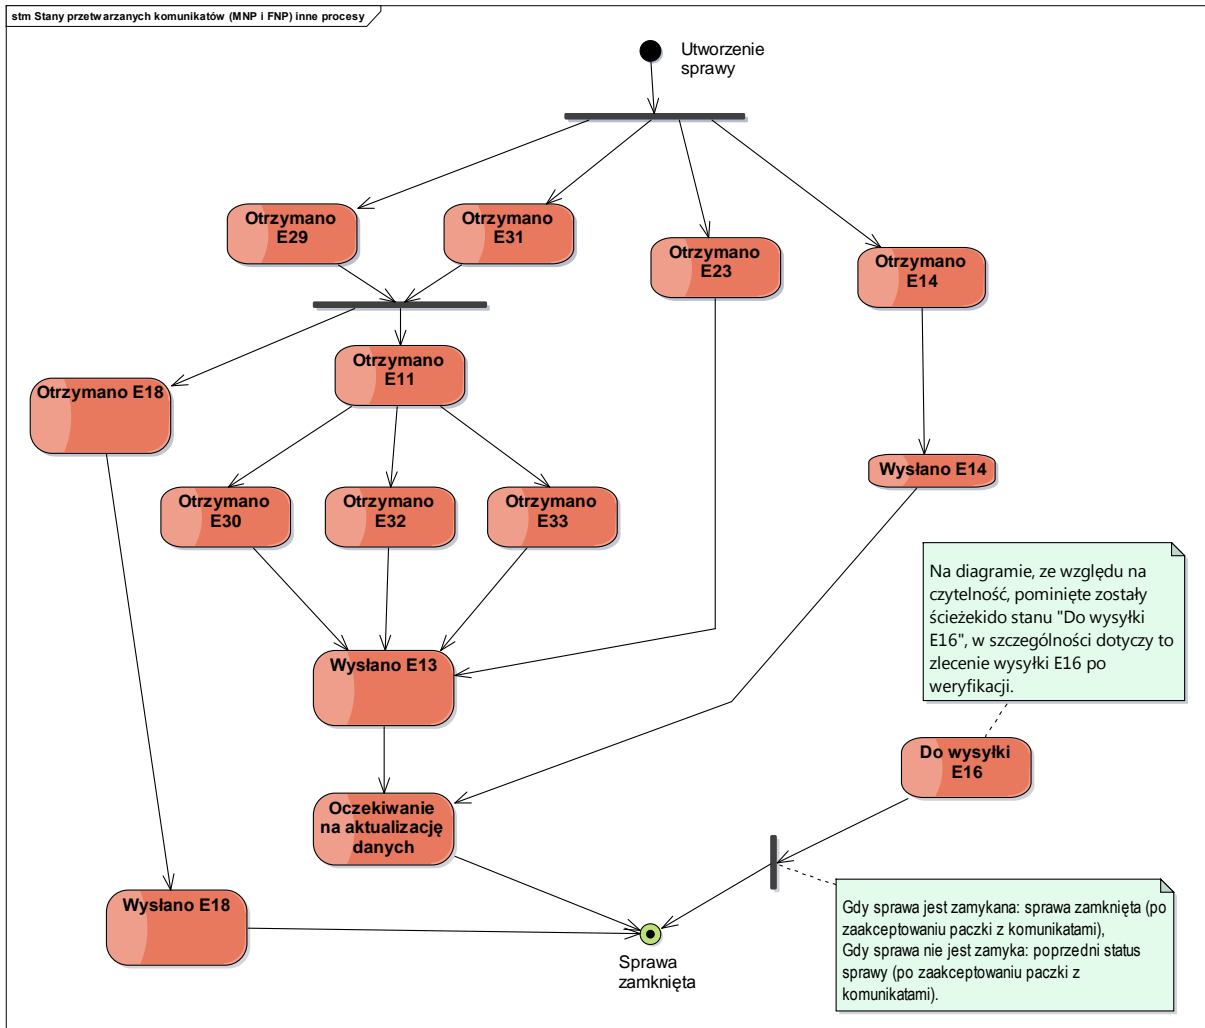 stm Stany przetwarzanych komunikatów (MNP i FNP) inne procesy
Utworzenie
sprawy
Otrzymano
E29
Otrzymano
E31
Otrzymano
E23
Otrzymano
E14
Otrzymano
E11
Otrzymano E18
Wysłano E14
Otrzymano
E30
Otrzymano
E32
Otrzymano
E33
Na diagramie, ze względu na
czytelność, pominięte zostały
ścieżekido stanu "Do wysyłki
E16", w szczególności dotyczy to
zlecenie wysyłki E16 po
weryfikacji.
Wysłano E13
Do wysyłki
E16
Oczekiwanie
na aktualizację
danych
Wysłano E18
Gdy sprawa jest zamykana: sprawa zamknięta (po
zaakceptowaniu paczki z komunikatami),
Gdy sprawa nie jest zamyka: poprzedni status
sprawy (po zaakceptowaniu paczki z
komunikatami).
Sprawa
zamknięta